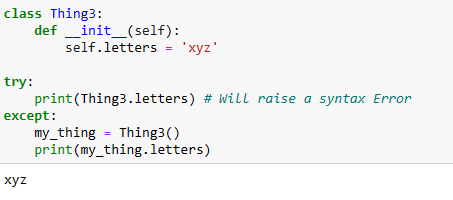 class Thing3:
    def __init__(self):
        self.letters = 'xyz'

try:
    print(Thing3.letters) # Will raise a syntax Error
except:
    my_thing = Thing3()
    print(my_thing.letters)
xyz